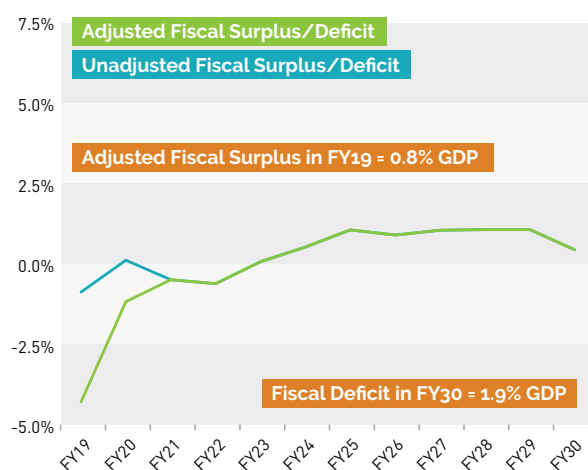 7.5%
Adjusted Fiscal Surplus/Deficit
Unadjusted Fiscal Surplus/Deficit
5.0%
Adjusted Fiscal Surplus in FY19 = 0.8% GDP
2.5%
0.0%
-2.5%
Fiscal Deficit in FY30 = 1.9% GDP
-5.0%
FY19 FY20 FY21 FY22 FY23 FY24 FY25 FY26 FY27 FY28 FY29 FY30